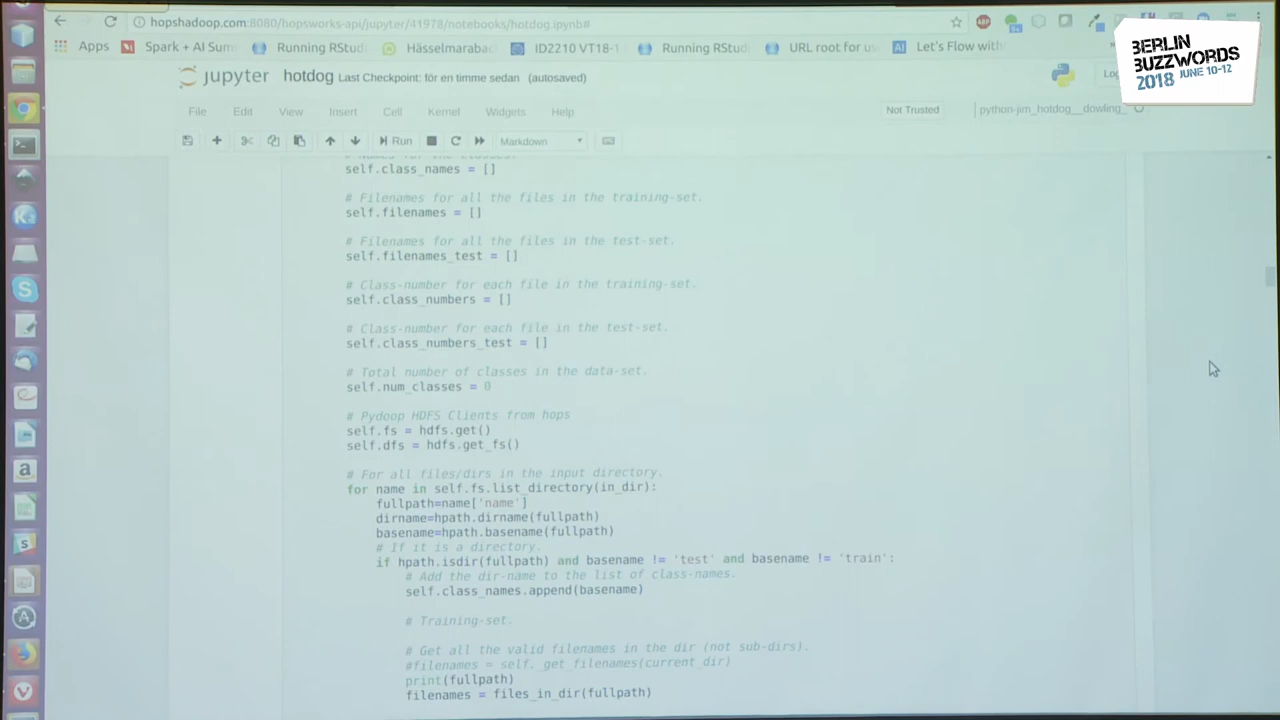 hopshadoop.com:8080/hopsworks-api/jupyter/41978/notebooks/hotdog.ipynb#
Apps Spark + AI Sum Running RStudi Hässelmaraba ID2210 VT18-1 Running RStudi URL root for us Let's Flow with
BERLIN
BUZZWORDS
2018 JUNE 10-12
jupyter hotdog Last Checkpoint: för en timme sedan (autosaved)
File Edit View Insert Cell Kernel Widgets Help Not Trusted python-jim_hotdog__dowling_
Run Markdown
self.class_names = []
# Filenames for all the files in the training-set.
self.filenames = []
# Filenames for all the files in the test-set.
self.filenames_test = []
# Class-number for each file in the training-set.
self.class_numbers = []
# Class-number for each file in the test-set.
self.class_numbers_test = []
# Total number of classes in the data-set.
self.num_classes = 0
# Pydoop HDFS Clients from hops
self.fs = hdfs.get()
self.dfs = hdfs.get_fs()
# For all files/dirs in the input directory.
for name in self.fs.list_directory(in_dir):
fullpath=name['name']
dirname=hpath.dirname(fullpath)
basename=hpath.basename(fullpath)
# If it is a directory.
if hpath.isdir(fullpath) and basename != 'test' and basename != 'train':
# Add the dir-name to the list of class-names.
self.class_names.append(basename)
# Training-set.
# Get all the valid filenames in the dir (not sub-dirs).
#filenames = self._get_filenames(current_dir)
print(fullpath)
filenames = files_in_dir(fullpath)